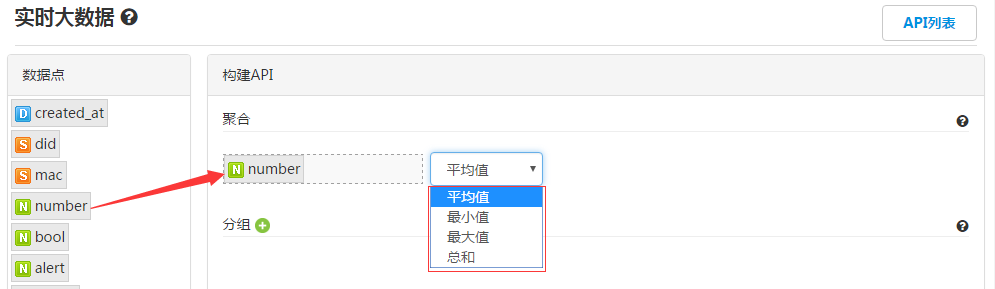 实时大数据 ?
API列表
数据点
构建API
D created_at
聚合 ?
S did
S mac
N number 平均值
N number
平均值
最小值
最大值
总和
分组 + ?
N bool
N alert